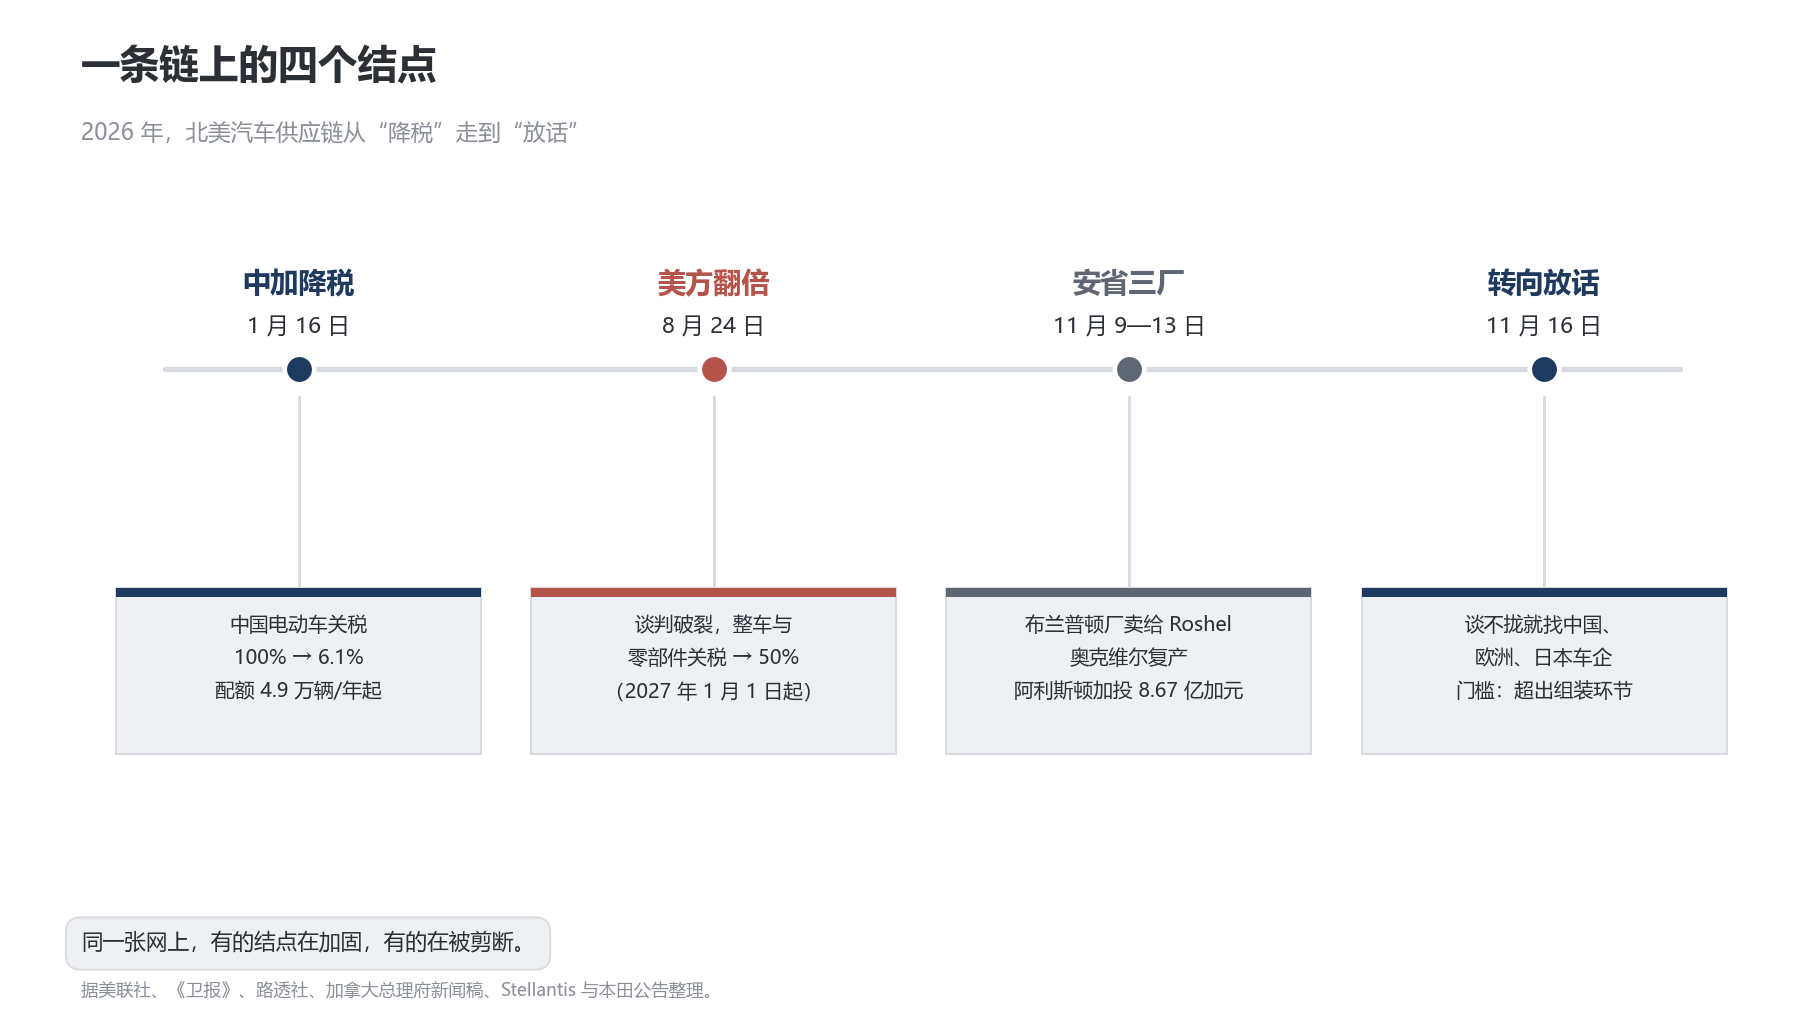 一条链上的四个结点
2026 年，北美汽车供应链从“降税”走到“放话”
中加降税
1 月 16 日
美方翻倍
8 月 24 日
安省三厂
11 月 9—13 日
转向放话
11 月 16 日
中国电动车关税
100% → 6.1%
配额 4.9 万辆/年起
谈判破裂，整车与
零部件关税 → 50%
（2027 年 1 月 1 日起）
布兰普顿厂卖给 Roshel
奥克维尔复产
阿利斯顿加投 8.67 亿加元
谈不拢就找中国、
欧洲、日本车企
门槛：超出组装环节
同一张网上，有的结点在加固，有的在被剪断。
据美联社、《卫报》、路透社、加拿大总理府新闻稿、Stellantis 与本田公告整理。